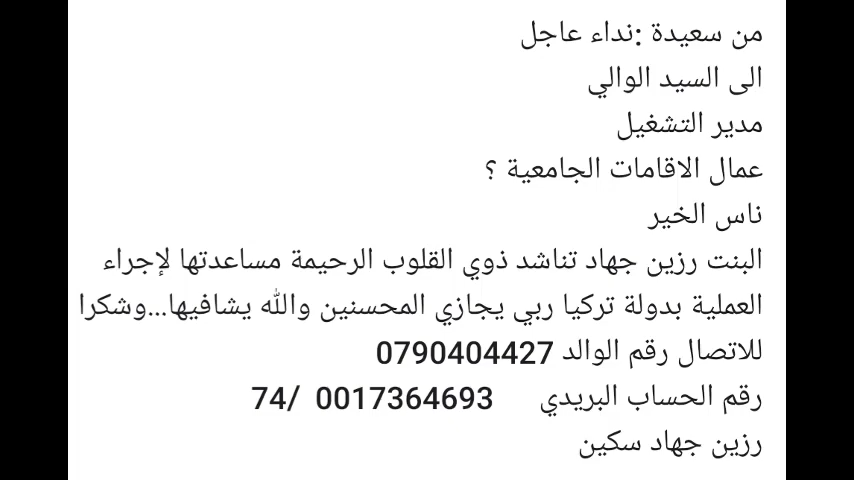 من سعيدة :نداء عاجل
الى السيد الوالي
مدير التشغيل
عمال الاقامات الجامعية ؟
ناس الخير
البنت رزين جهاد تناشد ذوي القلوب الرحيمة مساعدتها لإجراء
العملية بدولة تركيا ربي يجازي المحسنين والله يشافيها...وشكرا
للاتصال رقم الوالد 0790404427
رقم الحساب البريدي 0017364693 /74
رزين جهاد سكين